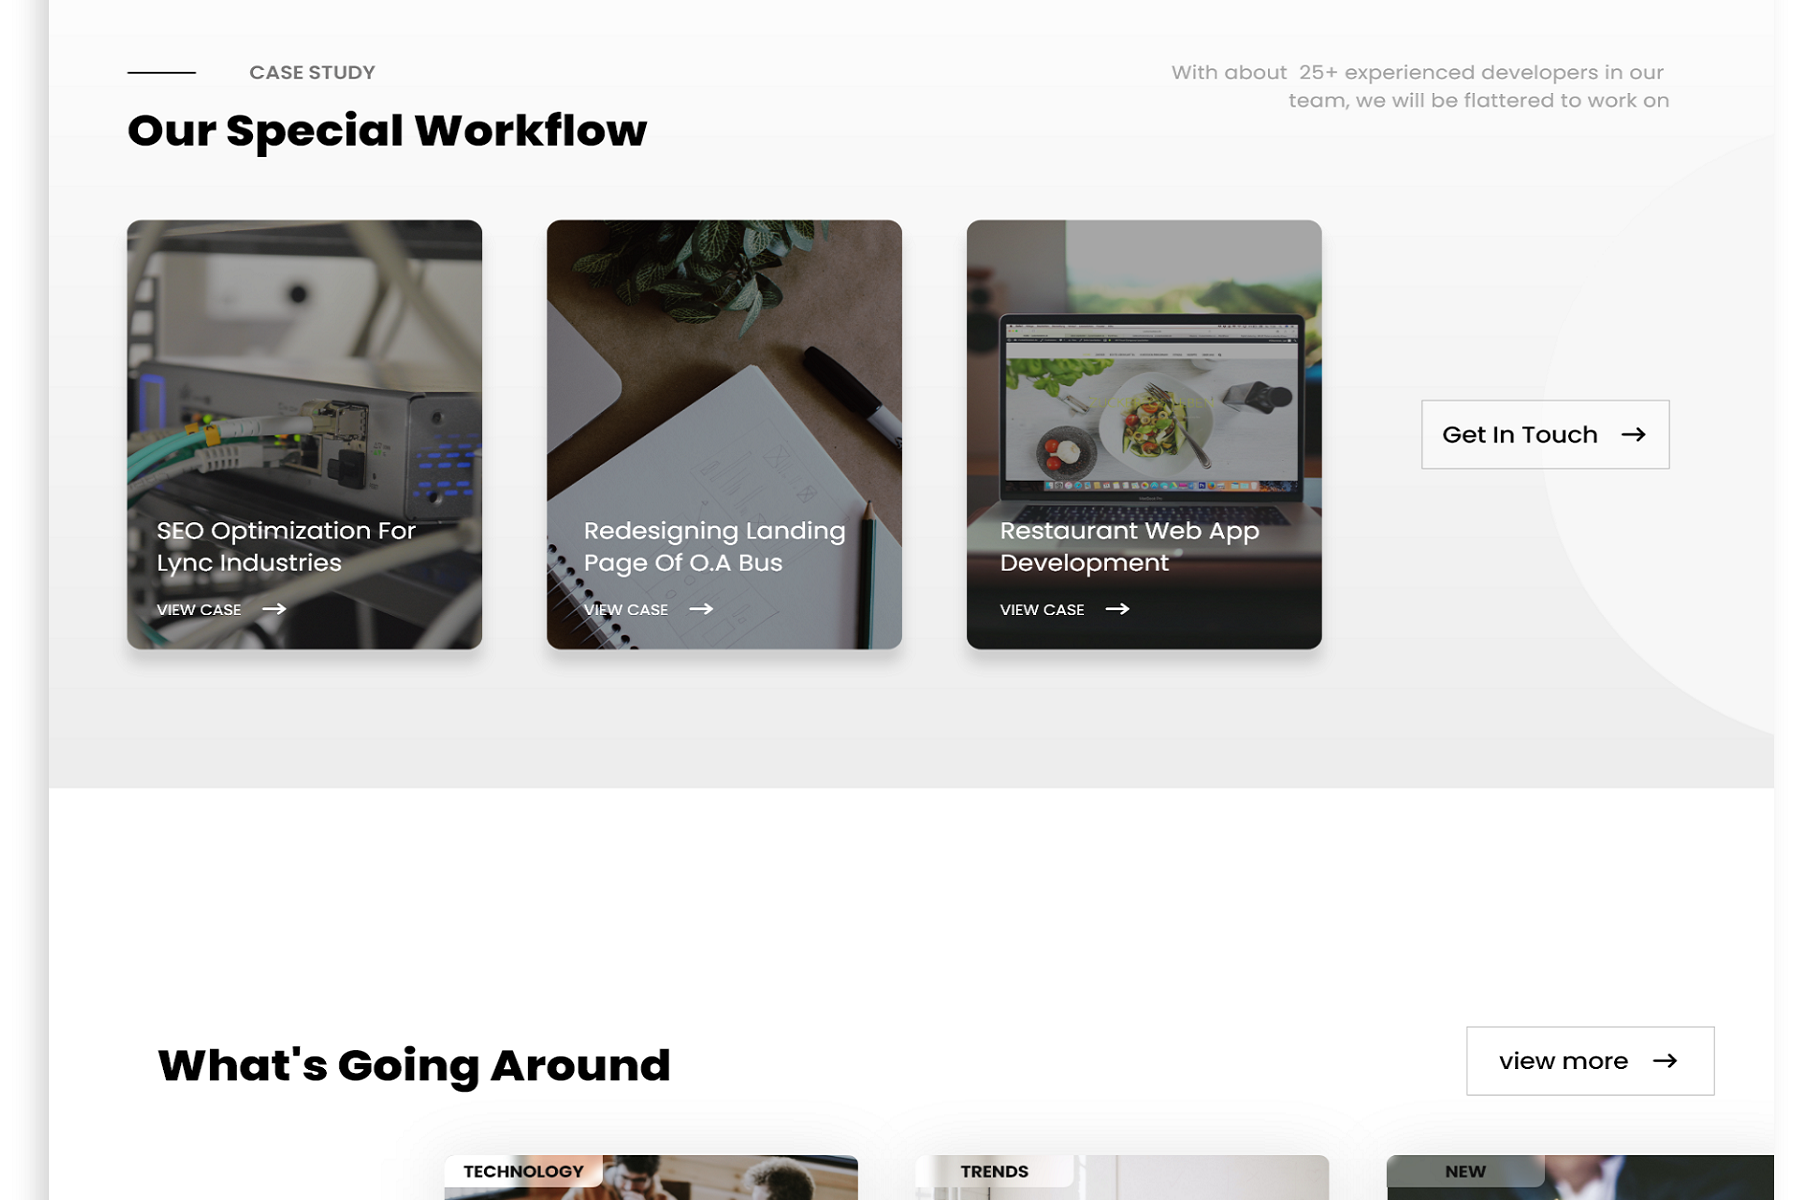 CASE STUDY
Our Special Workflow
With about 25+ experienced developers in our
team, we will be flattered to work on
SEO Optimization For
Lync Industries
VIEW CASE
Redesigning Landing
Page Of O.A Bus
VIEW CASE
Restaurant Web App
Development
VIEW CASE
Get In Touch
What's Going Around
view more
TECHNOLOGY
TRENDS
NEW